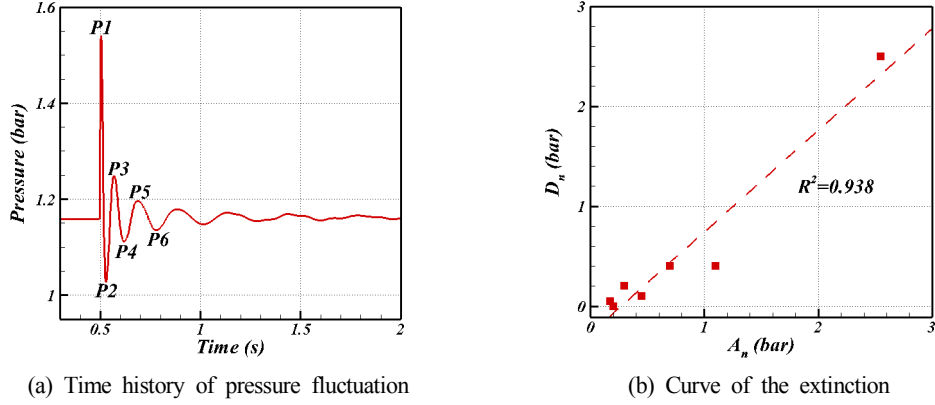 1.6
1.4
1.2
1
Pressure (bar)
P1
P2
P3
P4
P5
P6
0.5
1
1.5
2
Time (s)
(a) Time history of pressure fluctuation
3
2
1
0
D_n (bar)
R²=0.938
0
1
2
3
A_n (bar)
(b) Curve of the extinction